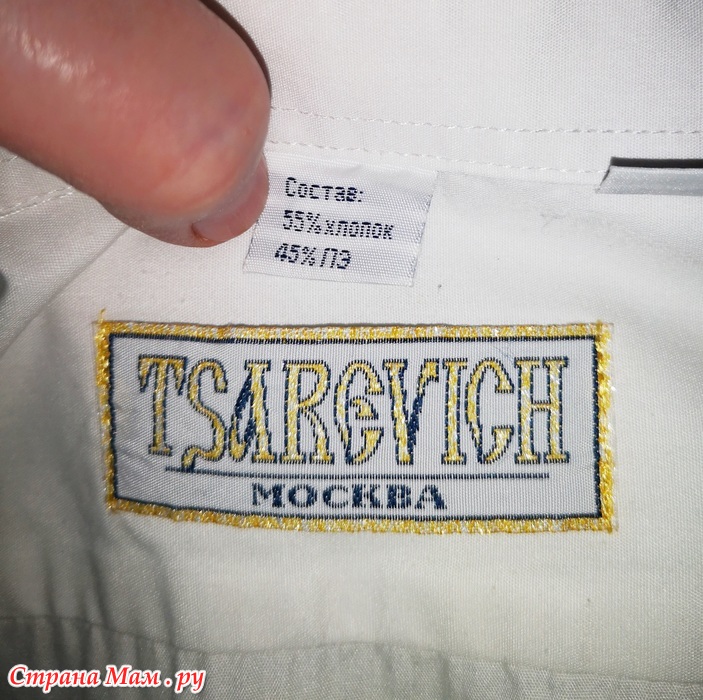 Состав:
55% хлопок
45% ПЭ
TSAREVICH
МОСКВА
Страна Мам.ру